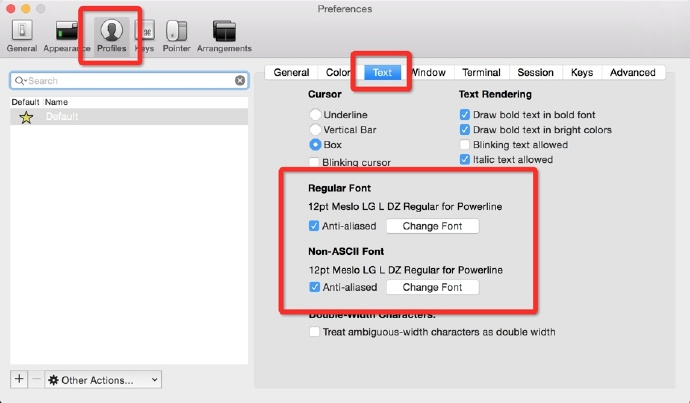 Preferences
General Appearance Profiles Keys Pointer Arrangements
Search
General Colors Text Window Terminal Session Keys Advanced
Default Name
Default
Cursor
Underline
Vertical Bar
Box
Blinking cursor
Text Rendering
Draw bold text in bold font
Draw bold text in bright colors
Blinking text allowed
Italic text allowed
Regular Font
12pt Meslo LG L DZ Regular for Powerline
Anti-aliased Change Font
Non-ASCII Font
12pt Meslo LG L DZ Regular for Powerline
Anti-aliased Change Font
Double-Width Characters:
Treat ambiguous-width characters as double width
+ − Other Actions...